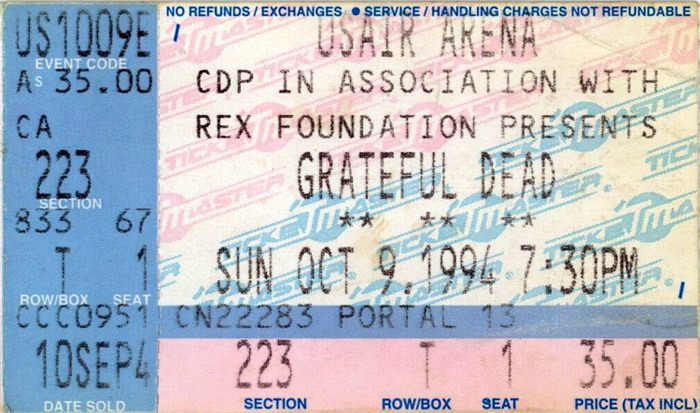 NO REFUNDS / EXCHANGES ● SERVICE / HANDLING CHARGES NOT REFUNDABLE
US1009E
EVENT CODE
A$ 35.00
CA
223
SECTION
833 67
T 1
ROW/BOX SEAT
CCC0951
10SEP4
DATE SOLD
USAIR ARENA
CDP IN ASSOCIATION WITH
REX FOUNDATION PRESENTS
GRATEFUL DEAD
** ** **
SUN OCT 9,1994 7:30PM
CN22283 PORTAL 13
223 T 1 35.00
SECTION ROW/BOX SEAT PRICE (TAX INCL)
TICKETMASTER